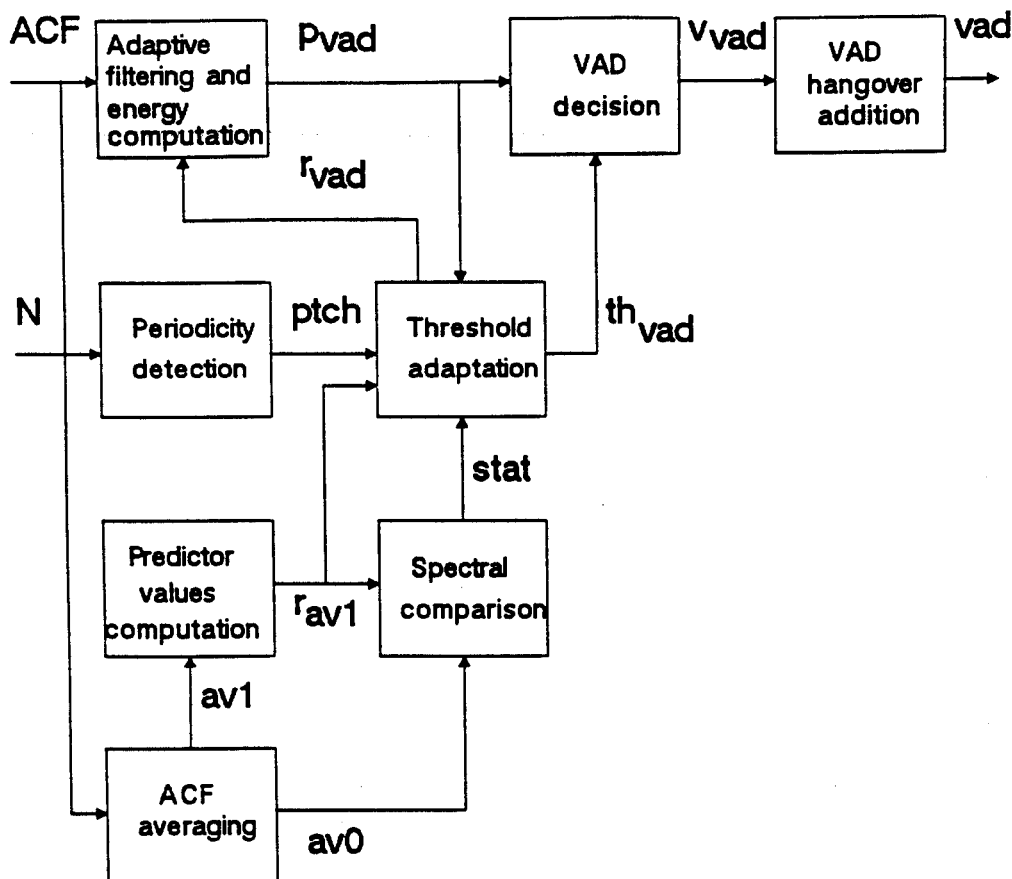 ACF
Adaptive
filtering and
energy
computation
pvad
VAD
decision
vvad
VAD
hangover
addition
vad
rvad
N
Periodicity
detection
ptch
Threshold
adaptation
thvad
stat
Predictor
values
computation
rav1
Spectral
comparison
av1
ACF
averaging
av0